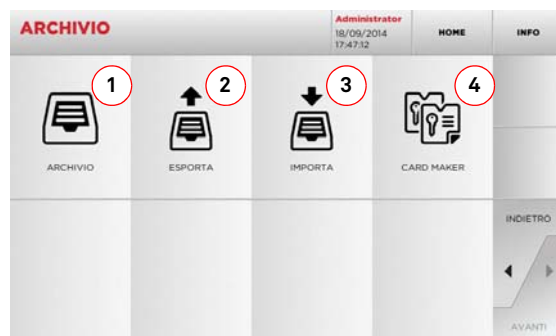 ARCHIVIO
Administrator
18/09/2014
17:47:12
HOME
INFO
1
2
3
4
ARCHIVIO
ESPORTA
IMPORTA
CARD MAKER
INDIETRO
AVANTI